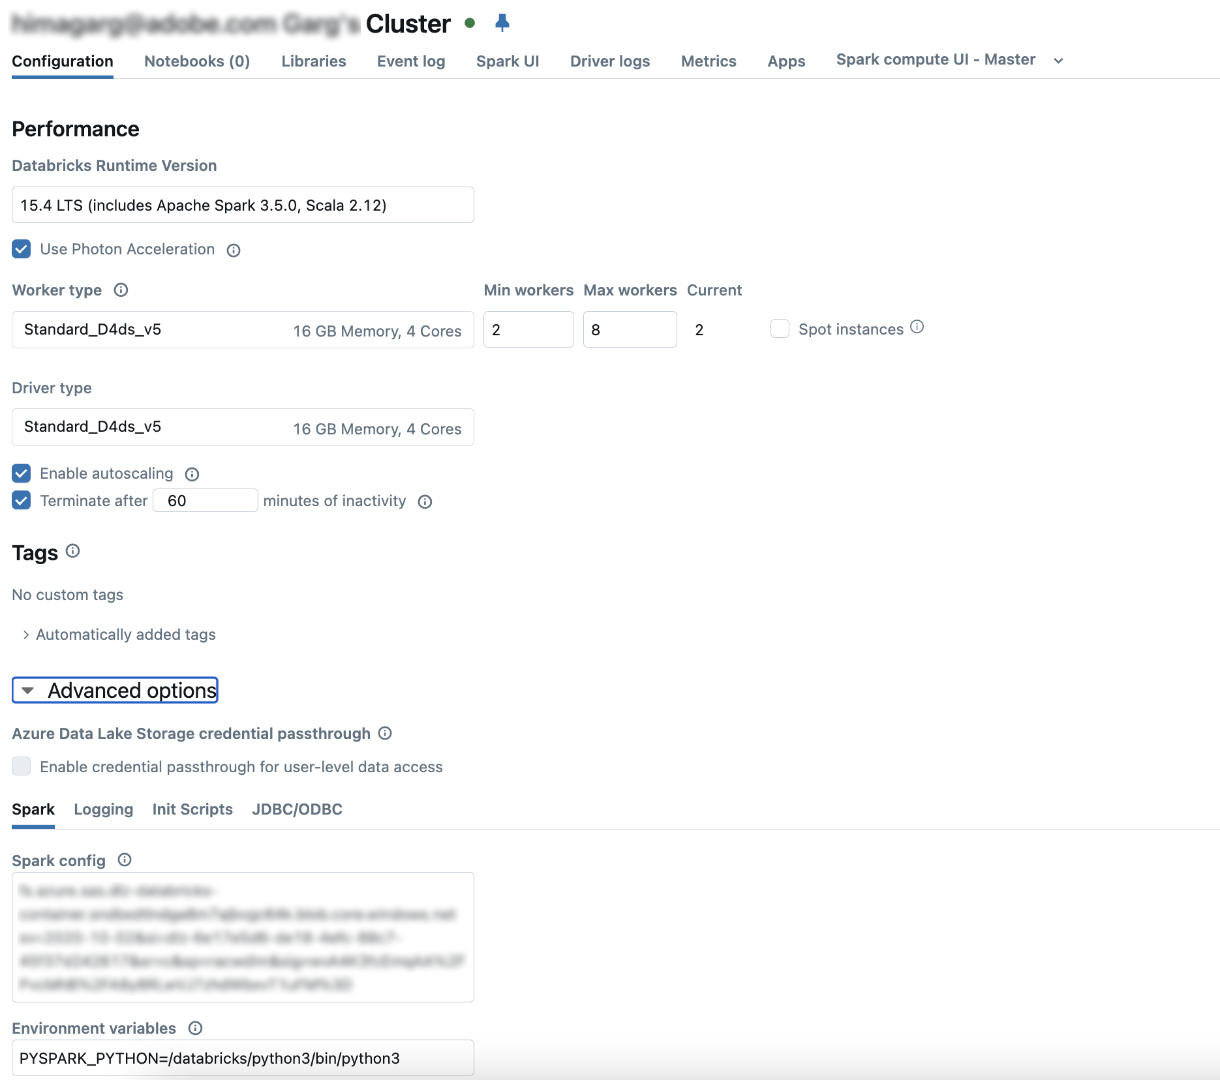 Cluster
Configuration Notebooks (0) Libraries Event log Spark UI Driver logs Metrics Apps Spark compute UI - Master
Performance
Databricks Runtime Version
15.4 LTS (includes Apache Spark 3.5.0, Scala 2.12)
Use Photon Acceleration
Worker type Min workers Max workers Current
Standard_D4ds_v5 16 GB Memory, 4 Cores 2 8 2 Spot instances
Driver type
Standard_D4ds_v5 16 GB Memory, 4 Cores
Enable autoscaling
Terminate after 60 minutes of inactivity
Tags
No custom tags
Automatically added tags
Advanced options
Azure Data Lake Storage credential passthrough
Enable credential passthrough for user-level data access
Spark Logging Init Scripts JDBC/ODBC
Spark config
Environment variables
PYSPARK_PYTHON=/databricks/python3/bin/python3